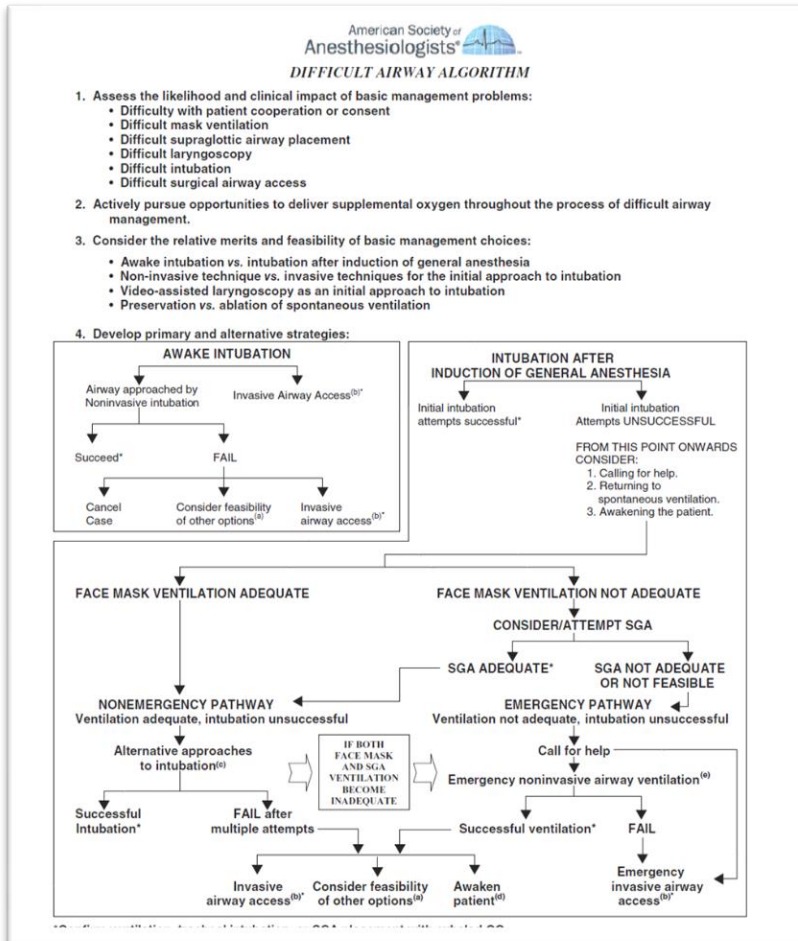 American Society of
Anesthesiologists®
DIFFICULT AIRWAY ALGORITHM
1. Assess the likelihood and clinical impact of basic management problems:
• Difficulty with patient cooperation or consent
• Difficult mask ventilation
• Difficult supraglottic airway placement
• Difficult laryngoscopy
• Difficult intubation
• Difficult surgical airway access
2. Actively pursue opportunities to deliver supplemental oxygen throughout the process of difficult airway
management.
3. Consider the relative merits and feasibility of basic management choices:
• Awake intubation vs. intubation after induction of general anesthesia
• Non-invasive technique vs. invasive techniques for the initial approach to intubation
• Video-assisted laryngoscopy as an initial approach to intubation
• Preservation vs. ablation of spontaneous ventilation
4. Develop primary and alternative strategies:
AWAKE INTUBATION
Airway approached by
Noninvasive intubation
Invasive Airway Access(b)*
Succeed*
FAIL
Cancel
Case
Consider feasibility
of other options(a)
Invasive
airway access(b)*
INTUBATION AFTER
INDUCTION OF GENERAL ANESTHESIA
Initial intubation
attempts successful*
Initial intubation
Attempts UNSUCCESSFUL
FROM THIS POINT ONWARDS
CONSIDER:
1. Calling for help.
2. Returning to
spontaneous ventilation.
3. Awakening the patient.
FACE MASK VENTILATION ADEQUATE
FACE MASK VENTILATION NOT ADEQUATE
CONSIDER/ATTEMPT SGA
SGA ADEQUATE*
SGA NOT ADEQUATE
OR NOT FEASIBLE
NONEMERGENCY PATHWAY
Ventilation adequate, intubation unsuccessful
EMERGENCY PATHWAY
Ventilation not adequate, intubation unsuccessful
Alternative approaches
to intubation(c)
IF BOTH
FACE MASK
AND SGA
VENTILATION
BECOME
INADEQUATE
Call for help
Emergency noninvasive airway ventilation(e)
Successful
Intubation*
FAIL after
multiple attempts
Successful ventilation*
FAIL
Invasive
airway access(b)*
Consider feasibility
of other options(a)
Awaken
patient(d)
Emergency
invasive airway
access(b)*